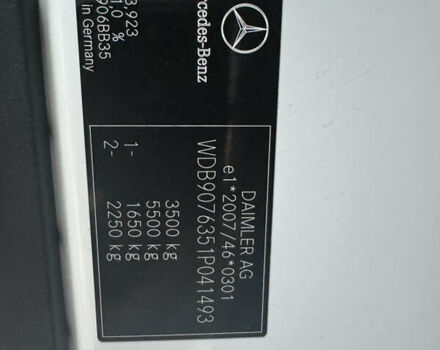 DAIMLER AG
e1*2007/46*0301
WDB9076351P041493
3500 kg
5500 kg
1- 1650 kg
2- 2250 kg
rcedes-Benz
3,923
1,0 %
906BB35
in Germany